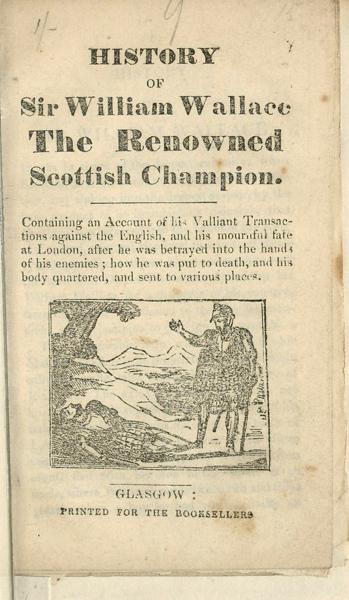 HISTORY
OF
Sir William Wallace
The Renowned
Scottish Champion.
Containing an Account of his Valliant Transac-
tions against the English, and his mournful fate
at London, after he was betrayed into the hands
of his enemies ; how he was put to death, and his
body quartered, and sent to various places.
GLASGOW :
PRINTED FOR THE BOOKSELLERS